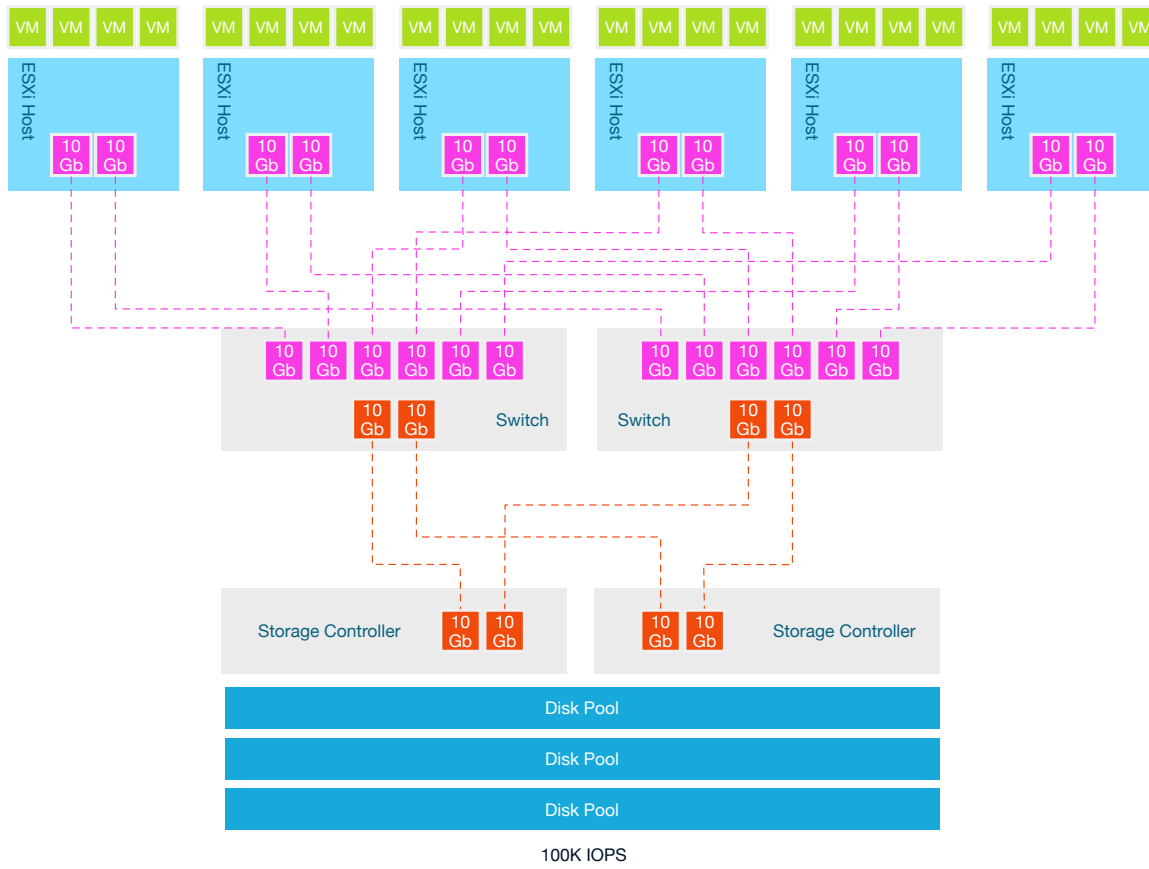 VM VM VM VM VM VM VM VM VM VM VM VM VM VM VM VM VM VM VM VM VM VM VM VM
ESXi Host ESXi Host ESXi Host ESXi Host ESXi Host ESXi Host
10 10 10 10 10 10 10 10 10 10 10 10
Gb Gb Gb Gb Gb Gb Gb Gb Gb Gb Gb Gb
10 10 10 10 10 10 10 10 10 10 10 10
Gb Gb Gb Gb Gb Gb Gb Gb Gb Gb Gb Gb
10 10 10 10
Gb Gb Switch Switch Gb Gb
10 10 10 10
Storage Controller Gb Gb Gb Gb Storage Controller
Disk Pool
Disk Pool
Disk Pool
100K IOPS